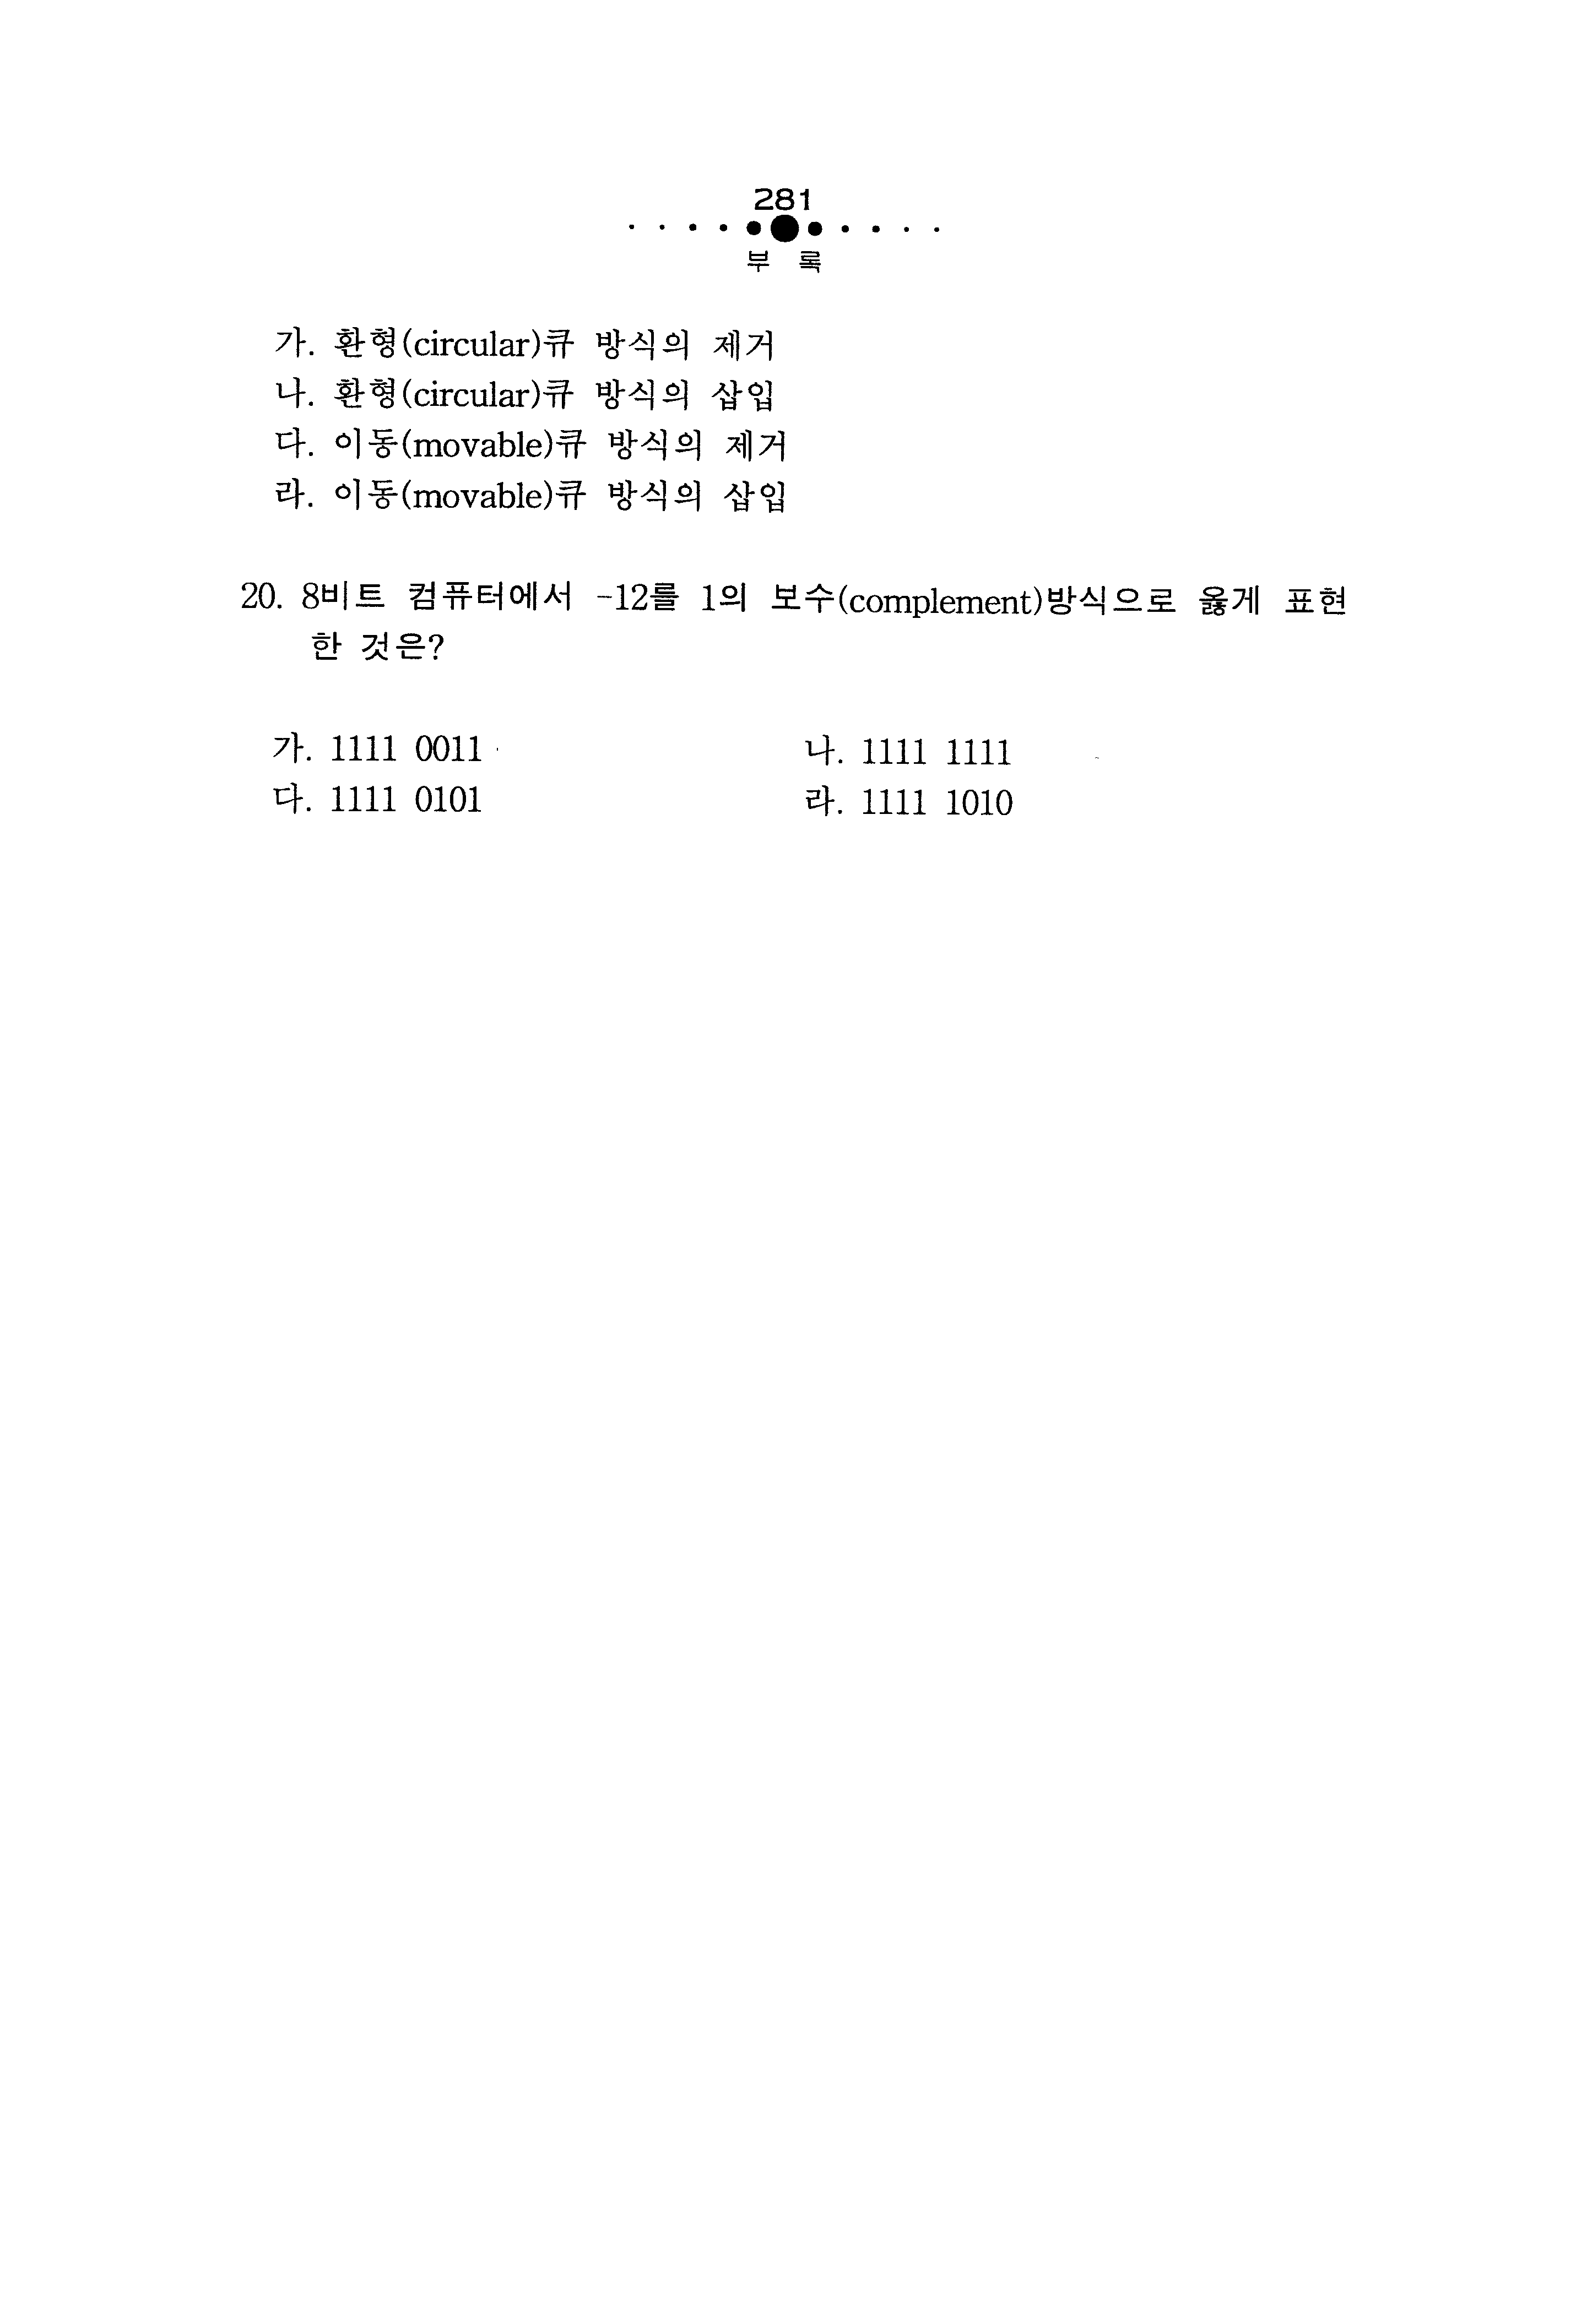 281
부 록
가. 환형(circular)큐 방식의 제거
나. 환형(circular)큐 방식의 삽입
다. 이동(movable)큐 방식의 제거
라. 이동(movable)큐 방식의 삽입
20. 8비트 컴퓨터에서 -12를 1의 보수(complement)방식으로 옳게 표현
한 것은?
가. 1111 0011 나. 1111 1111
다. 1111 0101 라. 1111 1010